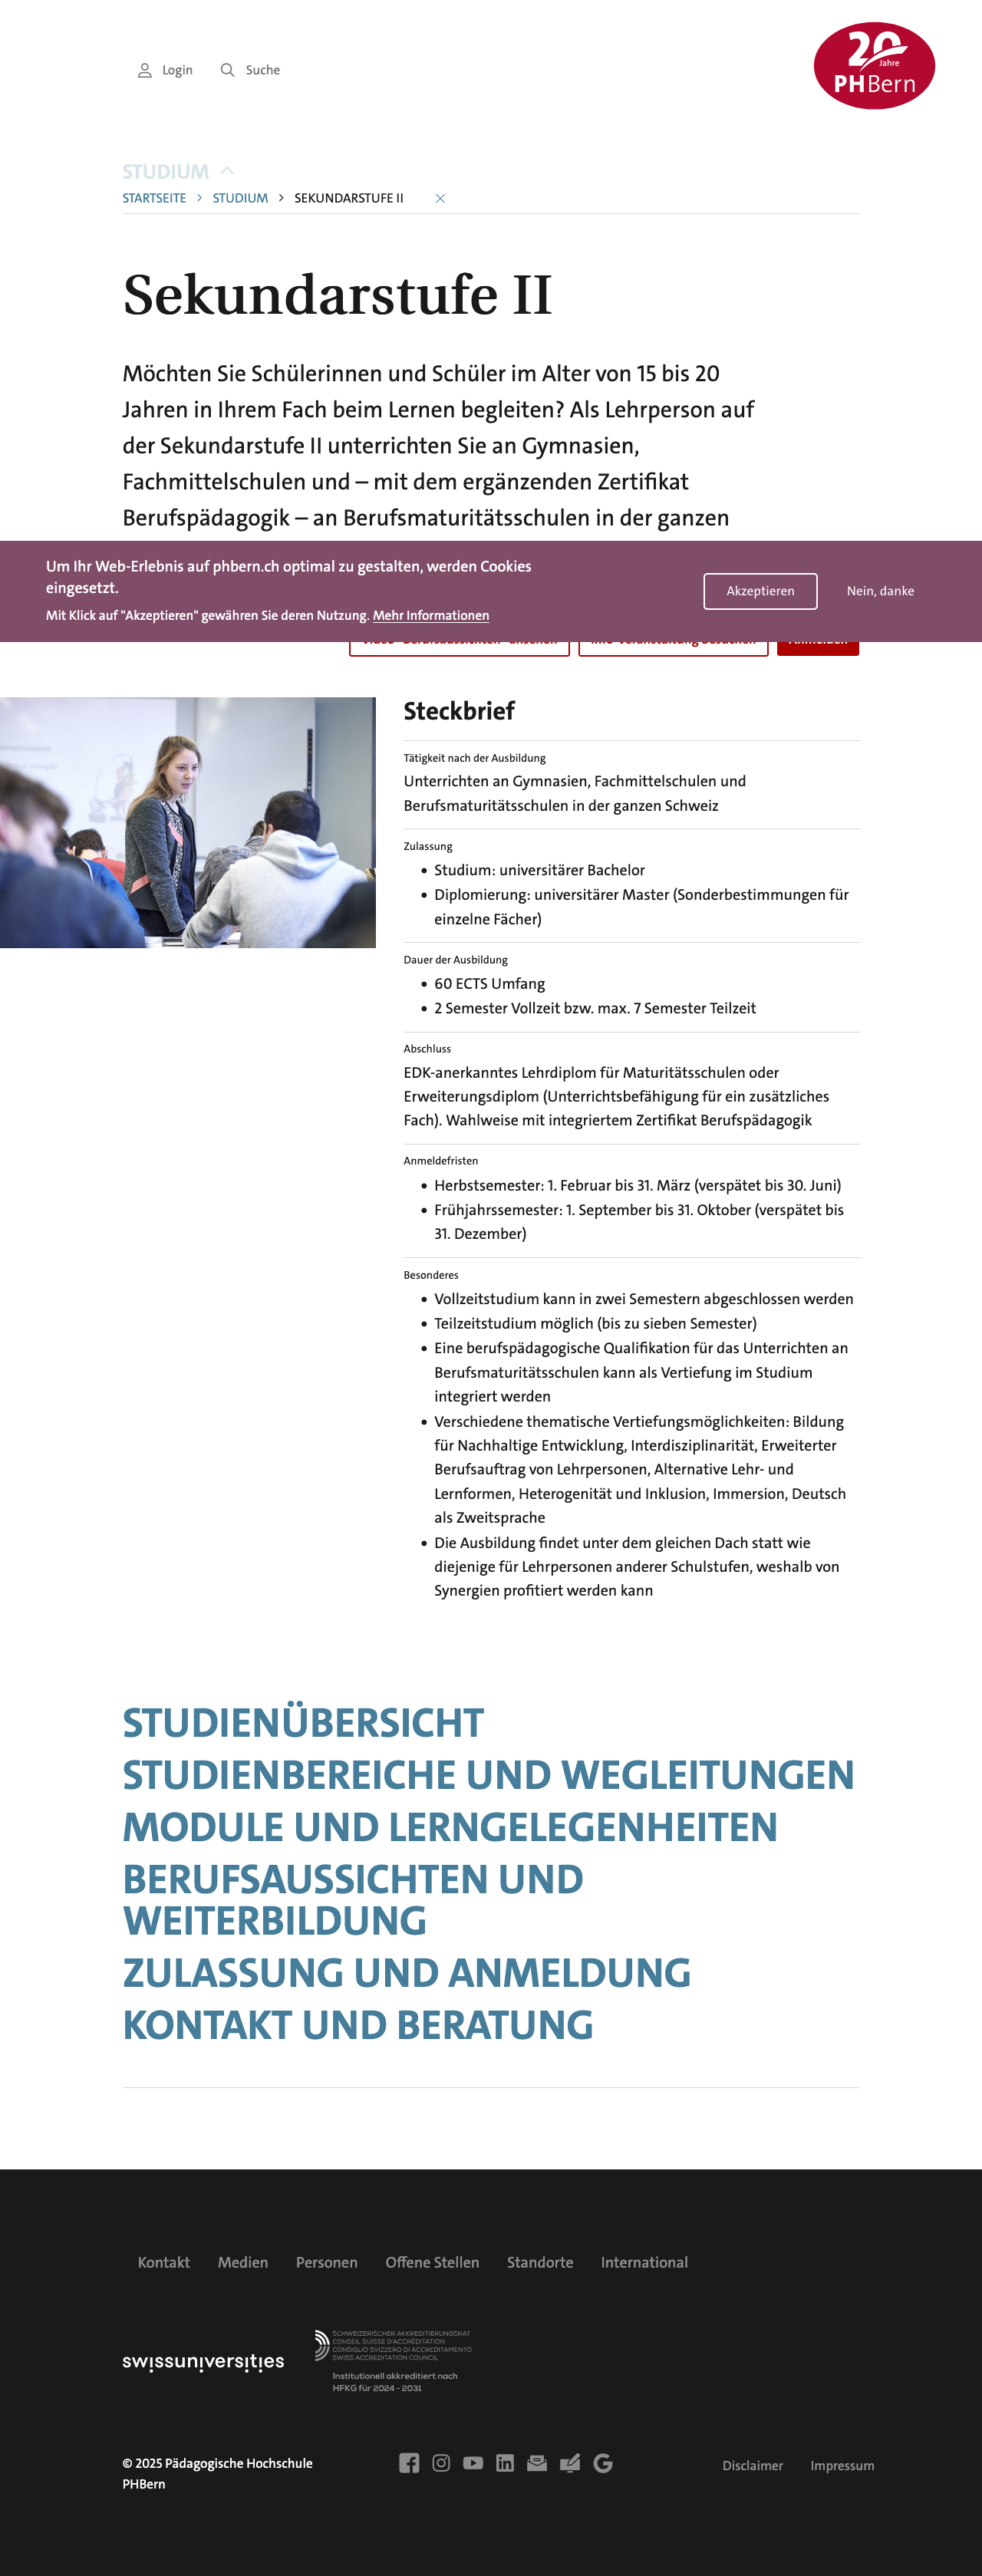 Login
Suche
20
Jahre
PHBern
STUDIUM
STARTSEITE
STUDIUM
SEKUNDARSTUFE II
Sekundarstufe II
Möchten Sie Schülerinnen und Schüler im Alter von 15 bis 20
Jahren in Ihrem Fach beim Lernen begleiten? Als Lehrperson auf
der Sekundarstufe II unterrichten Sie an Gymnasien,
Fachmittelschulen und – mit dem ergänzenden Zertifikat
Berufspädagogik – an Berufsmaturitätsschulen in der ganzen
Um Ihr Web-Erlebnis auf phbern.ch optimal zu gestalten, werden Cookies
eingesetzt.
Mit Klick auf "Akzeptieren" gewähren Sie deren Nutzung. Mehr Informationen
Akzeptieren
Nein, danke
Steckbrief
Tätigkeit nach der Ausbildung
Unterrichten an Gymnasien, Fachmittelschulen und
Berufsmaturitätsschulen in der ganzen Schweiz
Zulassung
• Studium: universitärer Bachelor
• Diplomierung: universitärer Master (Sonderbestimmungen für
einzelne Fächer)
Dauer der Ausbildung
• 60 ECTS Umfang
• 2 Semester Vollzeit bzw. max. 7 Semester Teilzeit
Abschluss
EDK-anerkanntes Lehrdiplom für Maturitätsschulen oder
Erweiterungsdiplom (Unterrichtsbefähigung für ein zusätzliches
Fach). Wahlweise mit integriertem Zertifikat Berufspädagogik
Anmeldefristen
• Herbstsemester: 1. Februar bis 31. März (verspätet bis 30. Juni)
• Frühjahrssemester: 1. September bis 31. Oktober (verspätet bis
31. Dezember)
Besonderes
• Vollzeitstudium kann in zwei Semestern abgeschlossen werden
• Teilzeitstudium möglich (bis zu sieben Semester)
• Eine berufspädagogische Qualifikation für das Unterrichten an
Berufsmaturitätsschulen kann als Vertiefung im Studium
integriert werden
• Verschiedene thematische Vertiefungsmöglichkeiten: Bildung
für Nachhaltige Entwicklung, Interdisziplinarität, Erweiterter
Berufsauftrag von Lehrpersonen, Alternative Lehr- und
Lernformen, Heterogenität und Inklusion, Immersion, Deutsch
als Zweitsprache
• Die Ausbildung findet unter dem gleichen Dach statt wie
diejenige für Lehrpersonen anderer Schulstufen, weshalb von
Synergien profitiert werden kann
STUDIENÜBERSICHT
STUDIENBEREICHE UND WEGLEITUNGEN
MODULE UND LERNGELEGENHEITEN
BERUFSAUSSICHTEN UND
WEITERBILDUNG
ZULASSUNG UND ANMELDUNG
KONTAKT UND BERATUNG
Kontakt
Medien
Personen
Offene Stellen
Standorte
International
swissuniversities
SCHWEIZERISCHER AKKREDITIERUNGSRAT
CONSEIL SUISSE D'ACCRÉDITATION
CONSIGLIO SVIZZERO DI ACCREDITAMENTO
SWISS ACCREDITATION COUNCIL
Institutionell akkreditiert nach
HFKG für 2024 - 2031
© 2025 Pädagogische Hochschule
PHBern
Disclaimer
Impressum